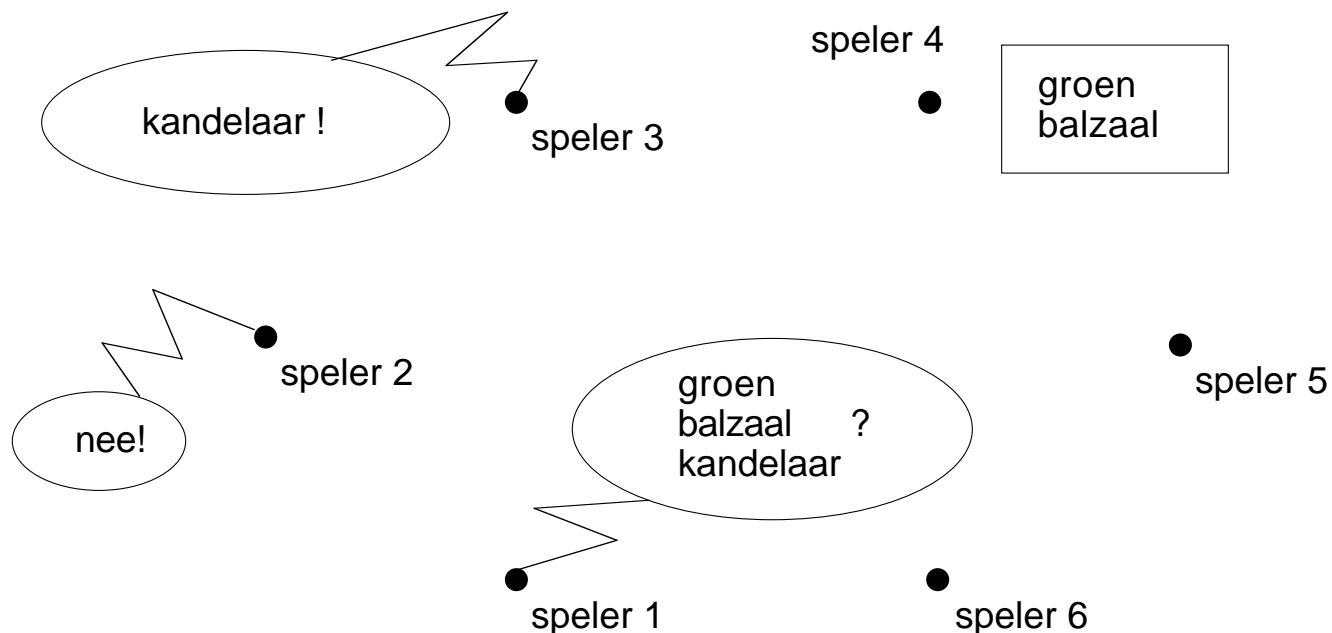 speler 4
kandelaar !
speler 3
groen
balzaal
speler 2
nee!
groen
balzaal ?
kandelaar
speler 5
speler 1
speler 6